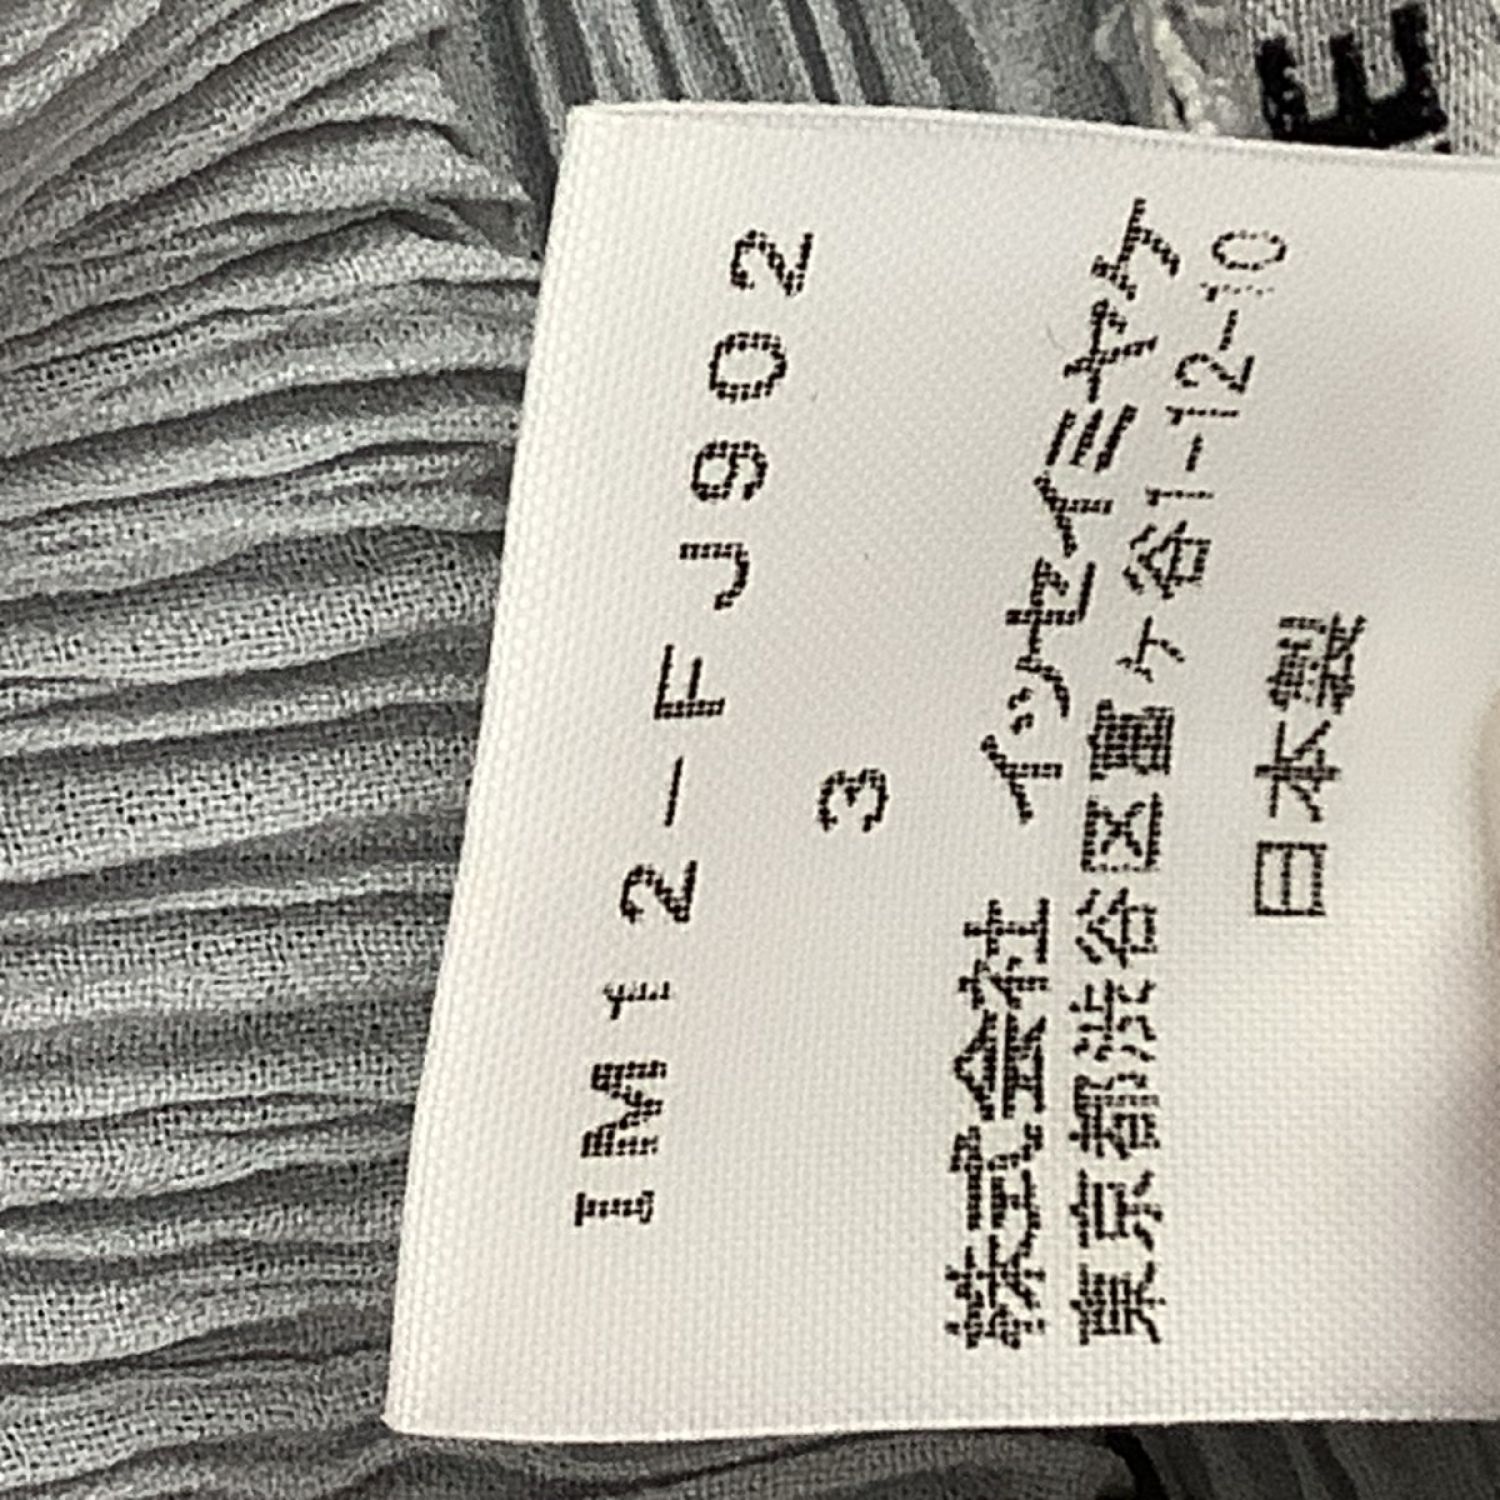 IM12-FJ902
3
株式会社 イッセイミヤケ
東京都渋谷区富ヶ谷1-12-10
日本製
E